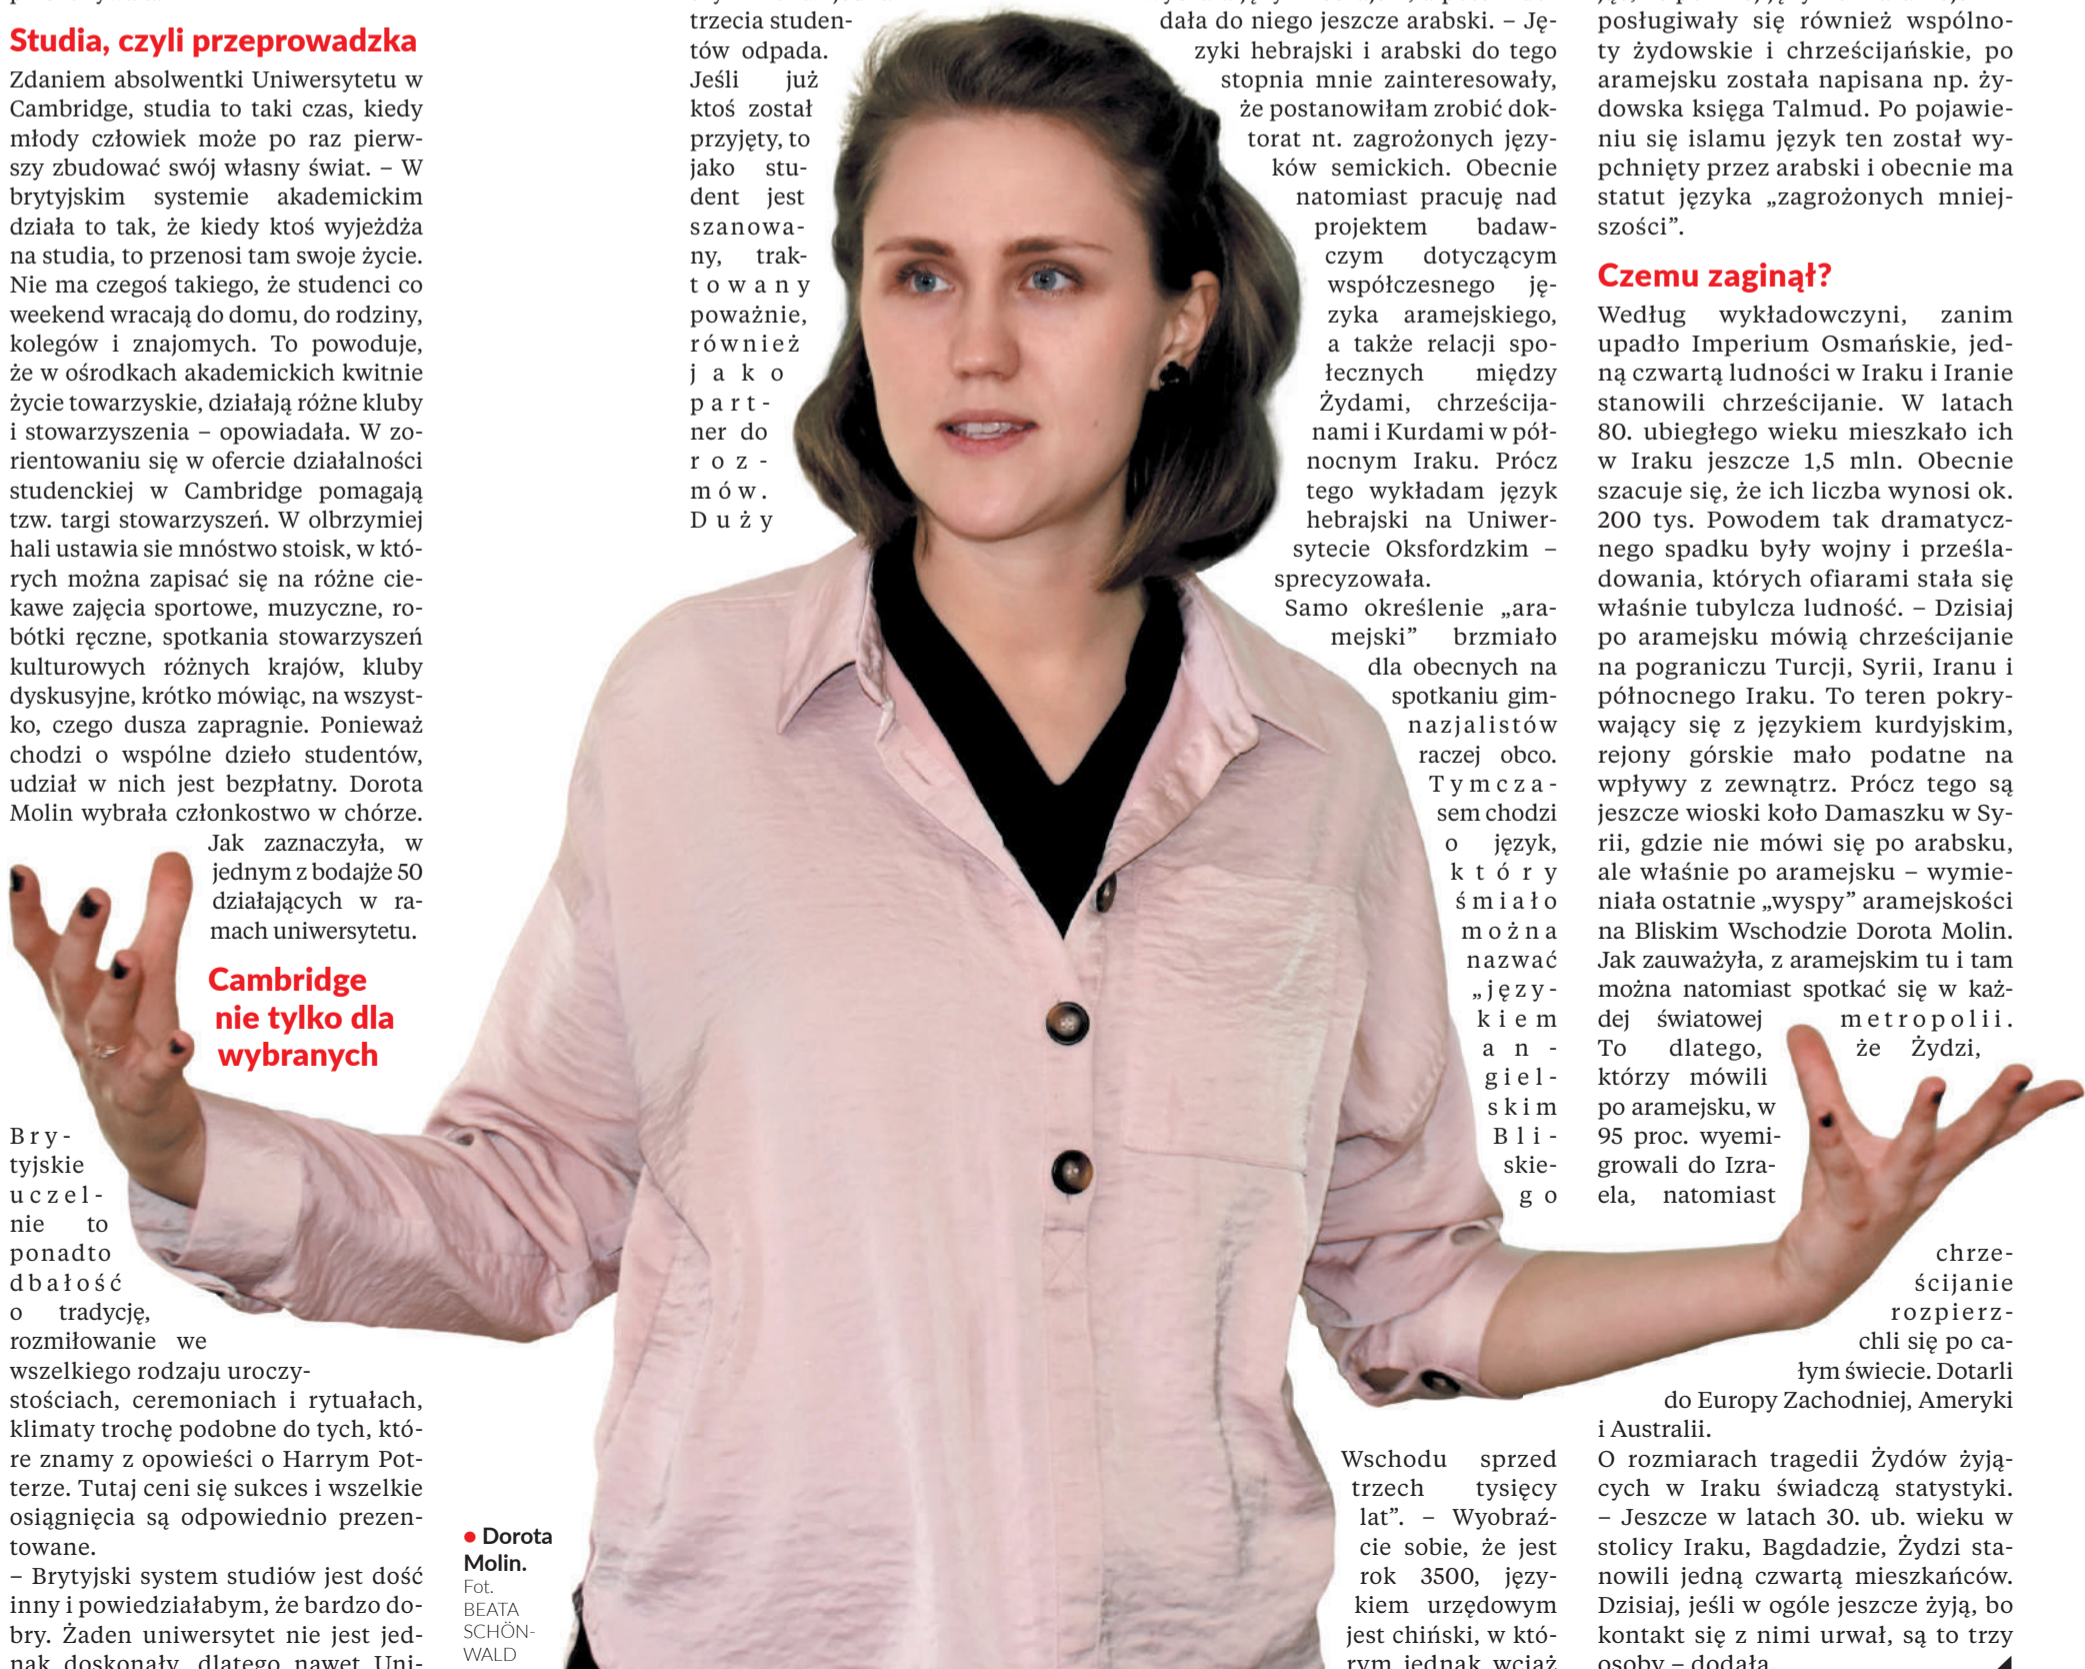 Studia, czyli przeprowadzka
Zdaniem absolwentki Uniwersytetu w
Cambridge, studia to taki czas, kiedy
młody człowiek może po raz pierw-
szy zbudować swój własny świat. – W
brytyjskim systemie akademickim
działa to tak, że kiedy ktoś wyjeżdża
na studia, to przenosi tam swoje życie.
Nie ma czegoś takiego, że studenci co
weekend wracają do domu, do rodziny,
kolegów i znajomych. To powoduje,
że w ośrodkach akademickich kwitnie
życie towarzyskie, działają różne kluby
i stowarzyszenia – opowiadała. W zo-
rientowaniu się w ofercie działalności
studenckiej w Cambridge pomagają
tzw. targi stowarzyszeń. W olbrzymiej
hali ustawia sie mnóstwo stoisk, w któ-
rych można zapisać się na różne cie-
kawe zajęcia sportowe, muzyczne, ro-
bótki ręczne, spotkania stowarzyszeń
kulturowych różnych krajów, kluby
dyskusyjne, krótko mówiąc, na wszyst-
ko, czego dusza zapragnie. Ponieważ
chodzi o wspólne dzieło studentów,
udział w nich jest bezpłatny. Dorota
Molin wybrała członkostwo w chórze.
Jak zaznaczyła, w
jednym z bodajże 50
działających w ra-
mach uniwersytetu.
Cambridge
nie tylko dla
wybranych
Bry-
tyjskie
uczel-
nie to
ponadto
dbałość
o tradycję,
rozmiłowanie we
wszelkiego rodzaju uroczy-
stościach, ceremoniach i rytuałach,
klimaty trochę podobne do tych, któ-
re znamy z opowieści o Harrym Pot-
terze. Tutaj ceni się sukces i wszelkie
osiągnięcia są odpowiednio prezen-
towane.
– Brytyjski system studiów jest dość
inny i powiedziałabym, że bardzo do-
bry. Żaden uniwersytet nie jest jed-
nak doskonały, dlatego nawet Uni-
trzecia studen-
tów odpada.
Jeśli już
ktoś został
przyjęty, to
jako stu-
dent jest
szanowa-
ny, trak-
towany
poważnie,
również
jako
part-
ner do
roz-
mów.
Duży
● Dorota
Molin.
Fot.
BEATA
SCHÖN-
WALD
dała do niego jeszcze arabski. – Ję-
zyki hebrajski i arabski do tego
stopnia mnie zainteresowały,
że postanowiłam zrobić dok-
torat nt. zagrożonych języ-
ków semickich. Obecnie
natomiast pracuję nad
projektem badaw-
czym dotyczącym
współczesnego ję-
zyka aramejskiego,
a także relacji spo-
łecznych między
Żydami, chrześcija-
nami i Kurdami w pół-
nocnym Iraku. Prócz
tego wykładam język
hebrajski na Uniwer-
sytecie Oksfordzkim –
sprecyzowała.
Samo określenie „ara-
mejski” brzmiało
dla obecnych na
spotkaniu gim-
nazjalistów
raczej obco.
Tymcza-
sem chodzi
o język,
który
śmiało
można
nazwać
„języ-
kiem
an-
giel-
skim
Bli-
skie-
go
Wschodu sprzed
trzech tysięcy
lat”. – Wyobraź-
cie sobie, że jest
rok 3500, języ-
kiem urzędowym
jest chiński, w któ-
rym jednak wciąż
posługiwały się również wspólno-
ty żydowskie i chrześcijańskie, po
aramejsku została napisana np. ży-
dowska księga Talmud. Po pojawie-
niu się islamu język ten został wy-
pchnięty przez arabski i obecnie ma
statut języka „zagrożonych mniej-
szości”.
Czemu zaginął?
Według wykładowczyni, zanim
upadło Imperium Osmańskie, jed-
ną czwartą ludności w Iraku i Iranie
stanowili chrześcijanie. W latach
80. ubiegłego wieku mieszkało ich
w Iraku jeszcze 1,5 mln. Obecnie
szacuje się, że ich liczba wynosi ok.
200 tys. Powodem tak dramatycz-
nego spadku były wojny i prześla-
dowania, których ofiarami stała się
właśnie tubylcza ludność. – Dzisiaj
po aramejsku mówią chrześcijanie
na pograniczu Turcji, Syrii, Iranu i
północnego Iraku. To teren pokry-
wający się z językiem kurdyjskim,
rejony górskie mało podatne na
wpływy z zewnątrz. Prócz tego są
jeszcze wioski koło Damaszku w Sy-
rii, gdzie nie mówi się po arabsku,
ale właśnie po aramejsku – wymie-
niała ostatnie „wyspy” aramejskości
na Bliskim Wschodzie Dorota Molin.
Jak zauważyła, z aramejskim tu i tam
można natomiast spotkać się w każ-
dej światowej metropolii.
To dlatego, że Żydzi,
którzy mówili
po aramejsku, w
95 proc. wyemi-
growali do Izra-
ela, natomiast
chrze-
ścijanie
rozpierz-
chli się po ca-
łym świecie. Dotarli
do Europy Zachodniej, Ameryki
i Australii.
O rozmiarach tragedii Żydów żyją-
cych w Iraku świadczą statystyki.
– Jeszcze w latach 30. ub. wieku w
stolicy Iraku, Bagdadzie, Żydzi sta-
nowili jedną czwartą mieszkańców.
Dzisiaj, jeśli w ogóle jeszcze żyją, bo
kontakt się z nimi urwał, są to trzy
osoby – dodała.